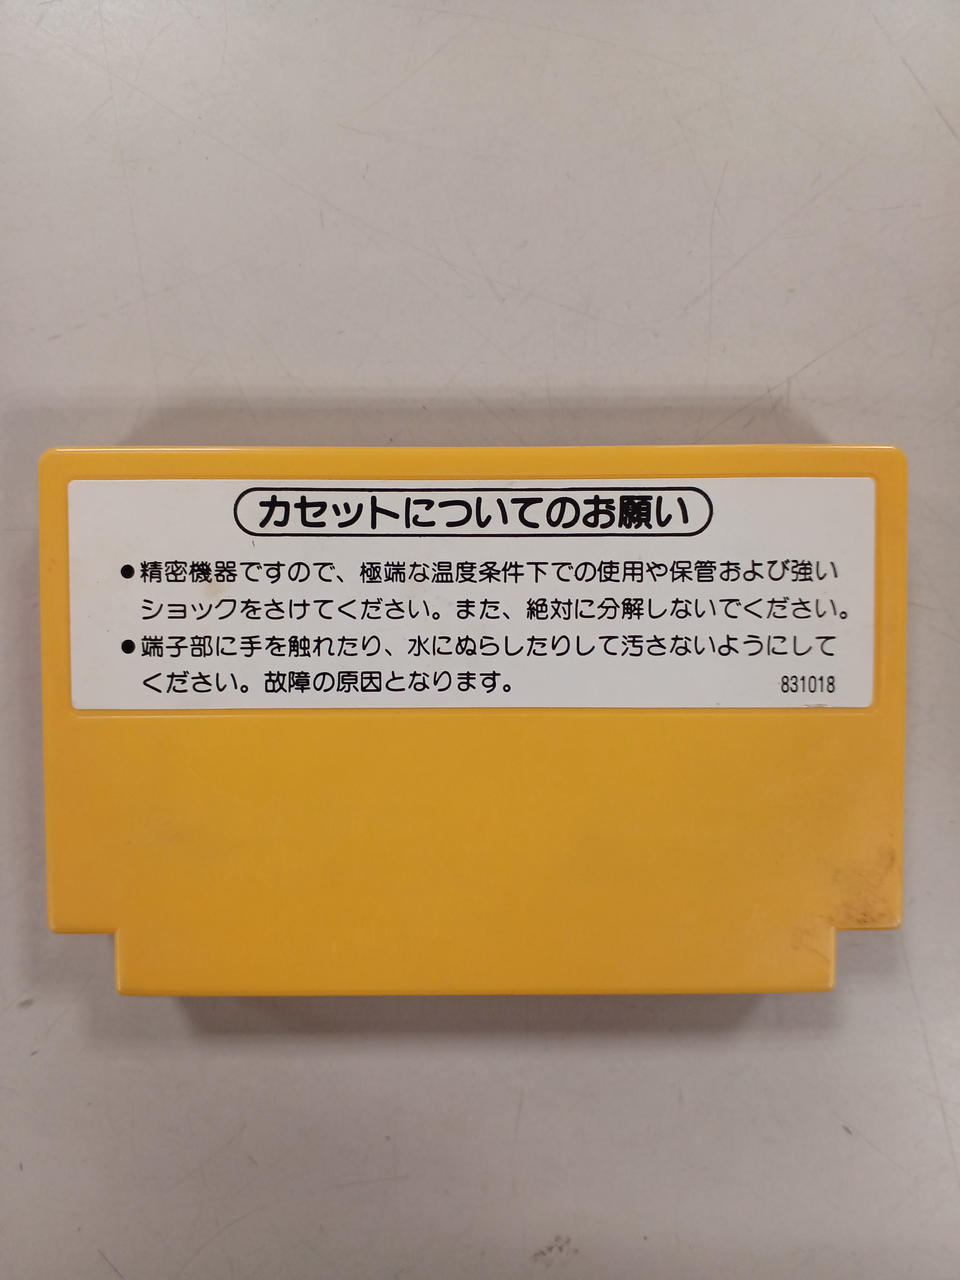 カセットについてのお願い
●精密機器ですので、極端な温度条件下での使用や保管および強い
ショックをさけてください。また、絶対に分解しないでください。
●端子部に手を触れたり、水にぬらしたりして汚さないようにして
ください。故障の原因となります。
831018